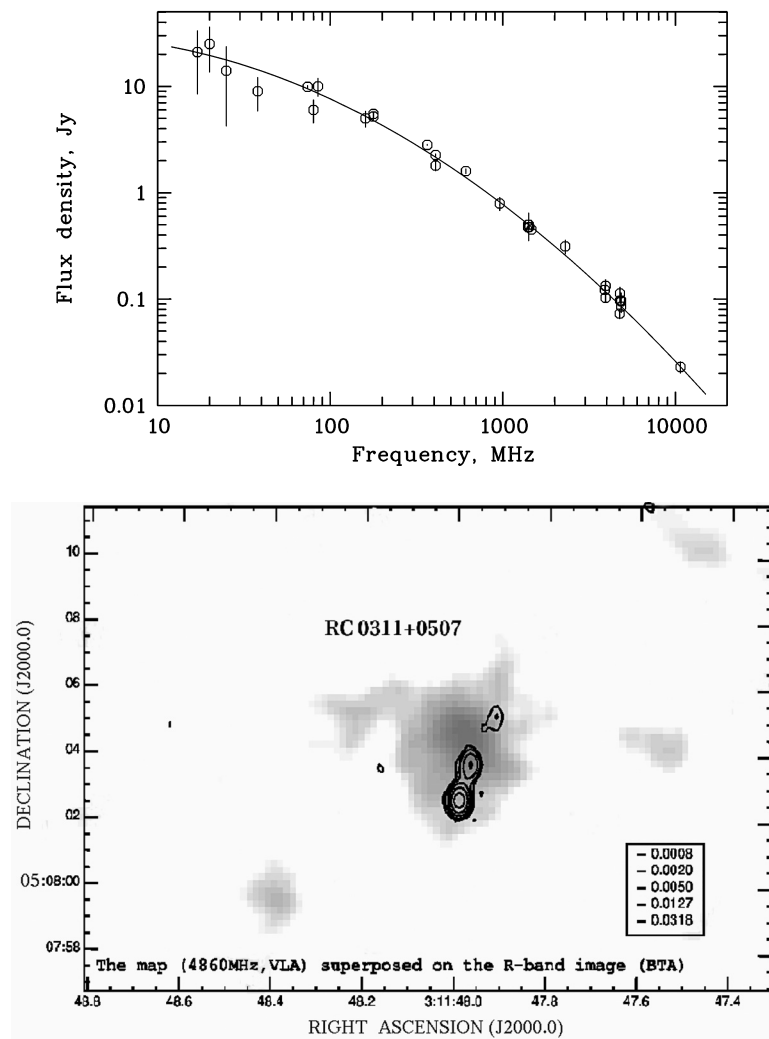 10
1
0.1
0.01
Flux density, Jy
10 100 1000 10000
Frequency, MHz
RC 0311+0507
10
08
06
04
02
05:08:00
07:58
DECLINATION (J2000.0)
– 0.0008
– 0.0020
– 0.0050
– 0.0127
– 0.0318
The map (4860MHz,VLA) superposed on the R-band image (BTA)
48.8 48.6 48.4 48.2 3:11:48.0 47.8 47.6 47.4
RIGHT ASCENSION (J2000.0)